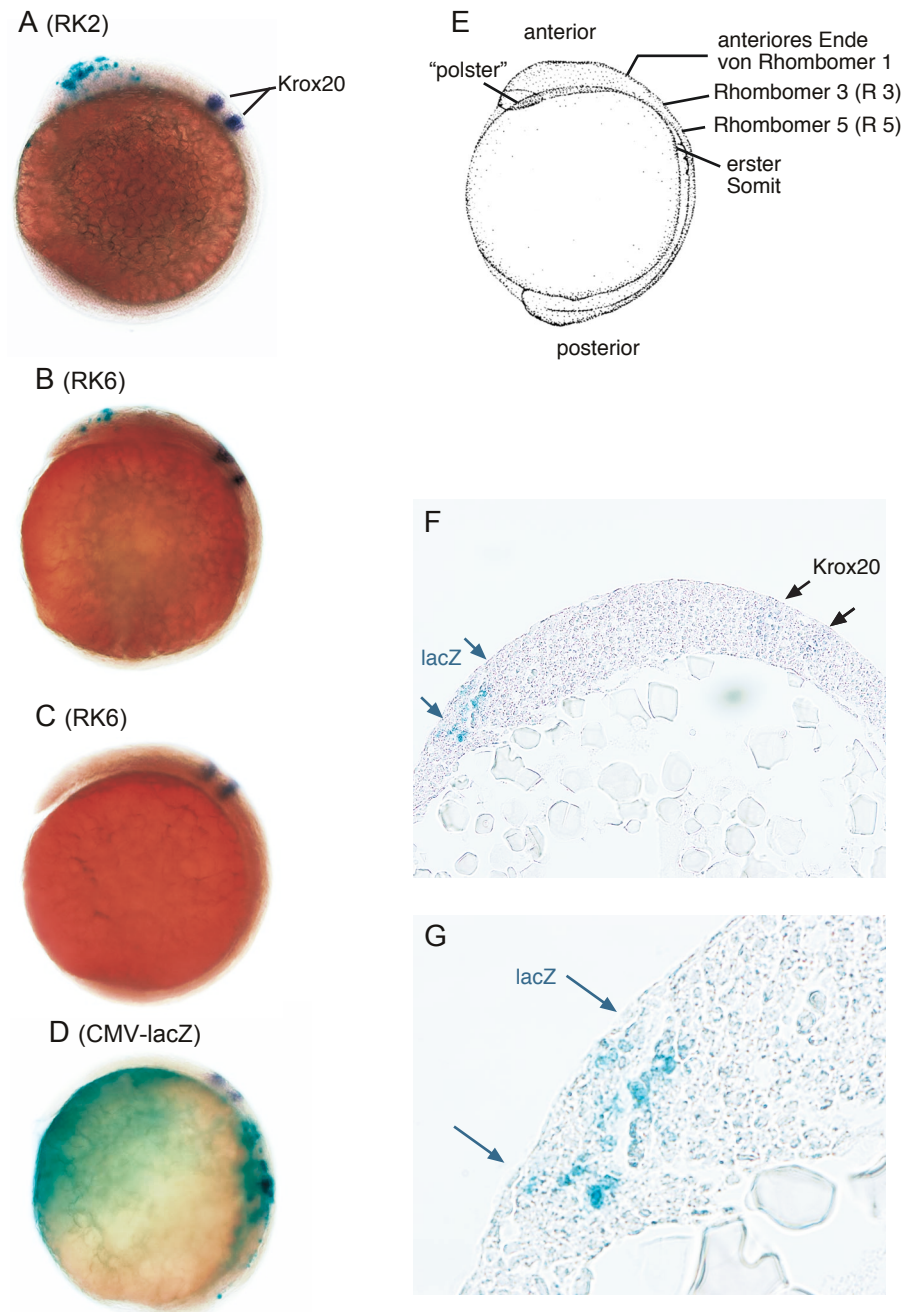 A (RK2)
Krox20
B (RK6)
C (RK6)
D (CMV-lacZ)
E
anterior
"polster"
anteriores Ende
von Rhombomer 1
Rhombomer 3 (R 3)
Rhombomer 5 (R 5)
erster
Somit
posterior
F
Krox20
lacZ
G
lacZ